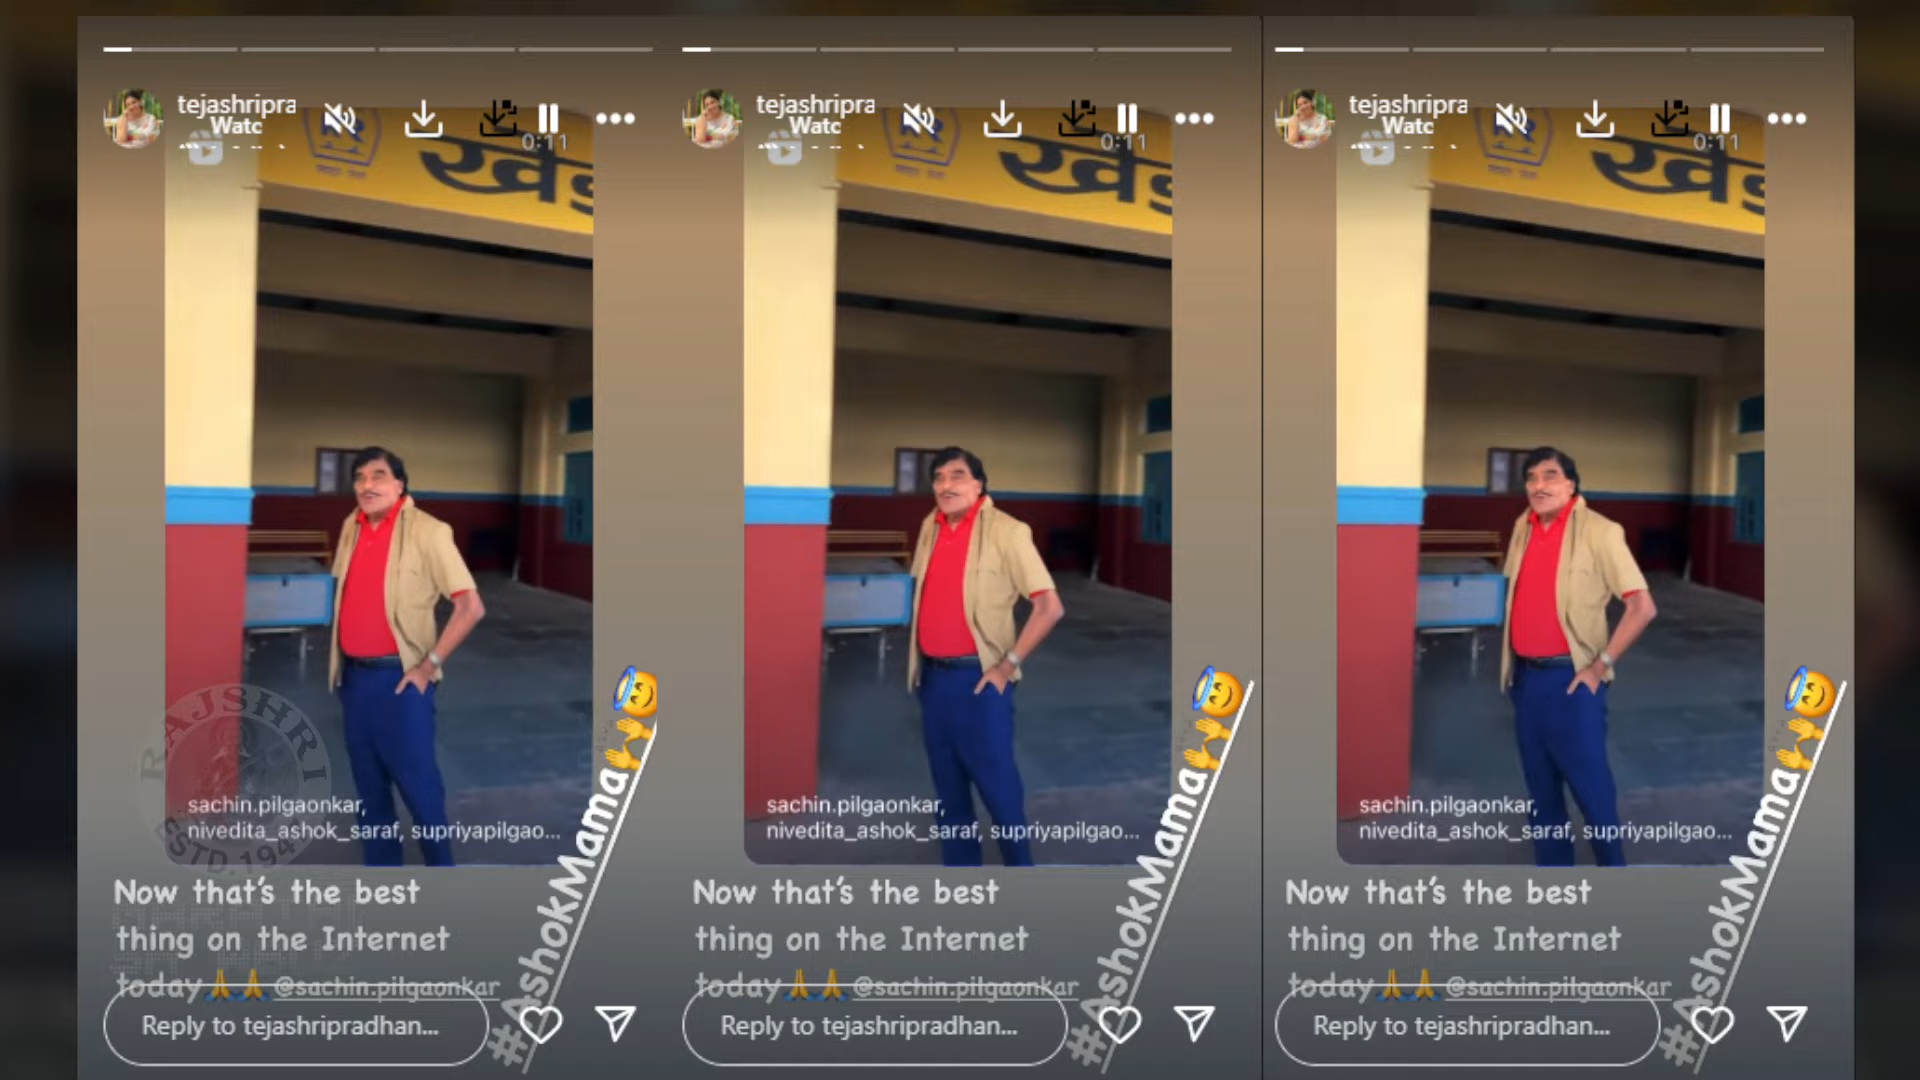 tejashripra
Watc
0:11
खेड
sachin.pilgaonkar,
nivedita_ashok_saraf, supriyapilgao...
#AshokMama😇🙌
RAJSHRI
ESTD.1947
Now that's the best
thing on the Internet
today🙏🙏 @sachin.pilgaonkar
Reply to tejashripradhan...
tejashripra
Watc
0:11
खेड
sachin.pilgaonkar,
nivedita_ashok_saraf, supriyapilgao...
#AshokMama😇🙌
Now that's the best
thing on the Internet
today🙏🙏 @sachin.pilgaonkar
Reply to tejashripradhan...
tejashripra
Watc
0:11
खेड
sachin.pilgaonkar,
nivedita_ashok_saraf, supriyapilgao...
#AshokMama😇🙌
Now that's the best
thing on the Internet
today🙏🙏 @sachin.pilgaonkar
Reply to tejashripradhan...